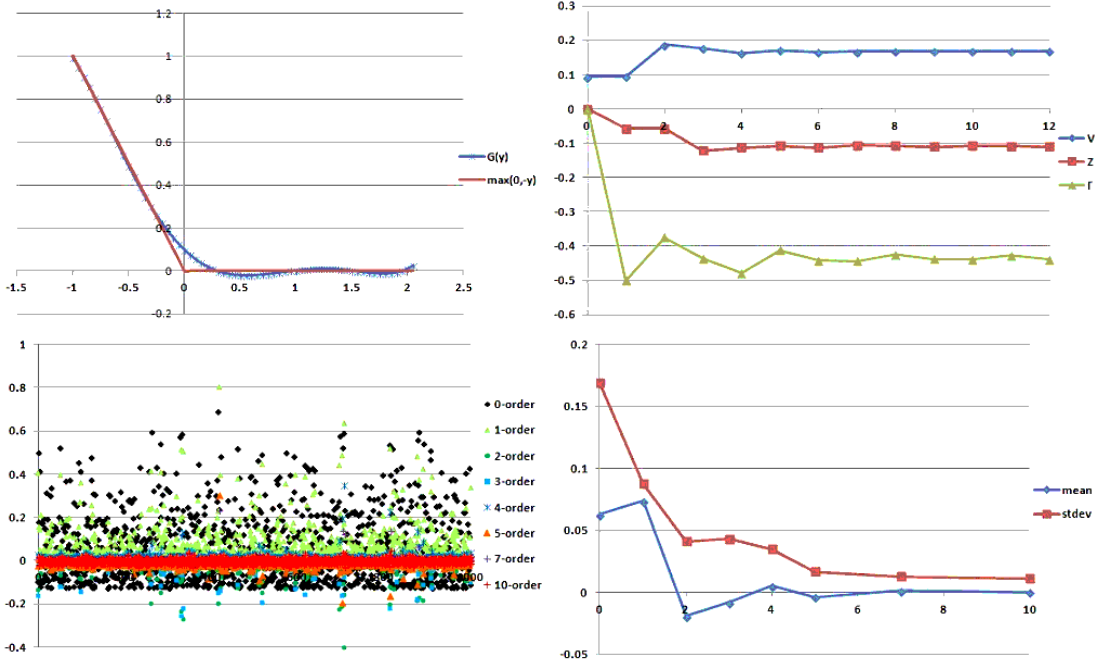 1.2
1
0.8
0.6
0.4
0.2
0
-0.2
-1.5 -1 -0.5 0 0.5 1 1.5 2 2.5
G(y)
max(0,-y)
0.3
0.2
0.1
0
-0.1
-0.2
-0.3
-0.4
-0.5
-0.6
0 2 4 6 8 10 12
V
Z
Γ
1
0.8
0.6
0.4
0.2
0
-0.2
-0.4
0-order
1-order
2-order
3-order
4-order
5-order
7-order
10-order
0.2
0.15
0.1
0.05
0
-0.05
0 2 4 6 8 10
mean
stdev